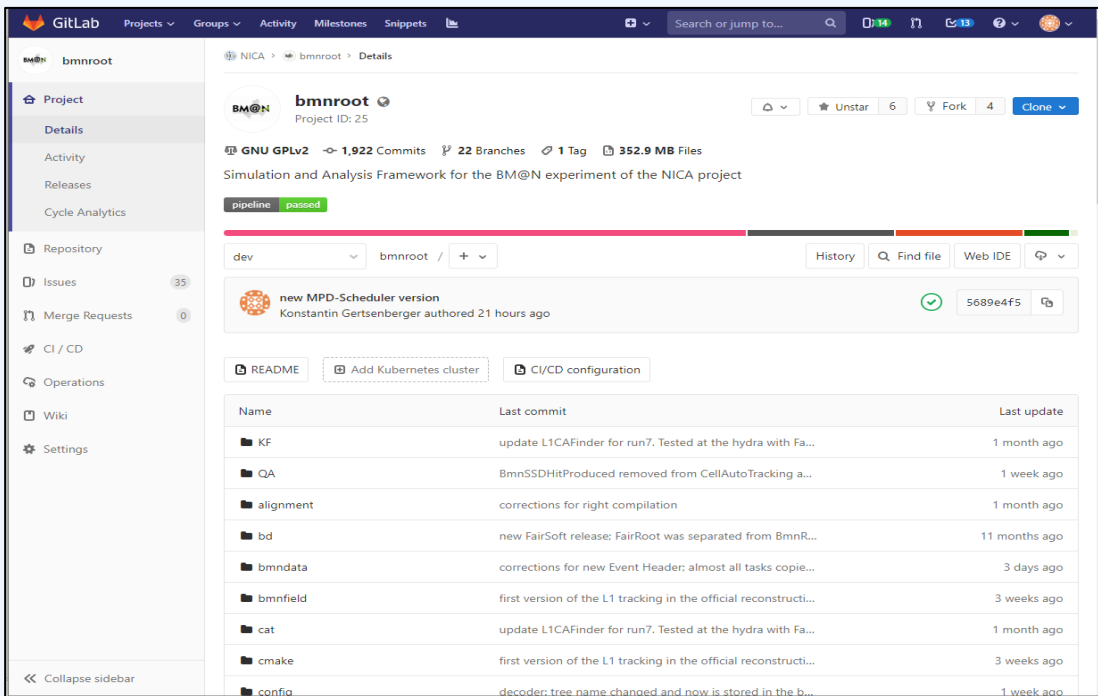 GitLab Projects Groups Activity Milestones Snippets Search or jump to... 14 13
BM@N bmnroot
NICA > bmnroot > Details
Project
Details
Activity
Releases
Cycle Analytics
Repository
Issues 35
Merge Requests 0
CI / CD
Operations
Wiki
Settings
Collapse sidebar
BM@N
bmnroot
Project ID: 25
Unstar 6 Fork 4 Clone
GNU GPLv2 1,922 Commits 22 Branches 1 Tag 352.9 MB Files
Simulation and Analysis Framework for the BM@N experiment of the NICA project
pipeline passed
dev bmnroot / + History Find file Web IDE
new MPD-Scheduler version
Konstantin Gertsenberger authored 21 hours ago
5689e4f5
README Add Kubernetes cluster CI/CD configuration
Name Last commit Last update
KF update L1CAFinder for run7. Tested at the hydra with Fa... 1 month ago
QA BmnSSDHitProduced removed from CellAutoTracking a... 1 week ago
alignment corrections for right compilation 1 month ago
bd new FairSoft release; FairRoot was separated from BmnR... 11 months ago
bmndata corrections for new Event Header; almost all tasks copie... 3 days ago
bmnfield first version of the L1 tracking in the official reconstructi... 3 weeks ago
cat update L1CAFinder for run7. Tested at the hydra with Fa... 1 month ago
cmake first version of the L1 tracking in the official reconstructi... 3 weeks ago
config decoder: tree name changed and now is stored in the b... 1 week ago